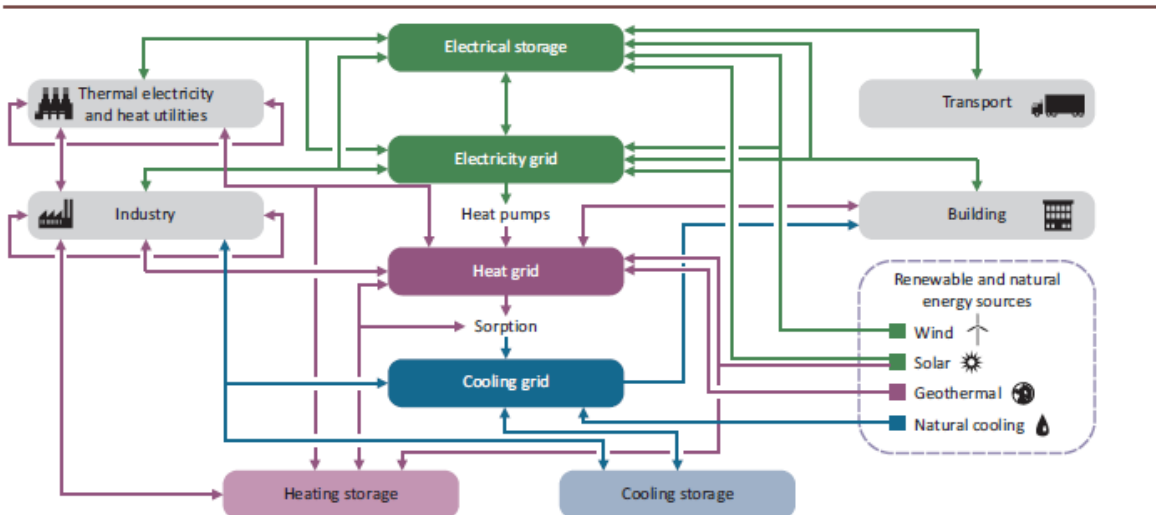 Electrical storage
Thermal electricity
and heat utilities
Transport
Electricity grid
Industry
Heat pumps
Building
Heat grid
Renewable and natural
energy sources
Sorption
Wind
Solar
Cooling grid
Geothermal
Natural cooling
Heating storage
Cooling storage